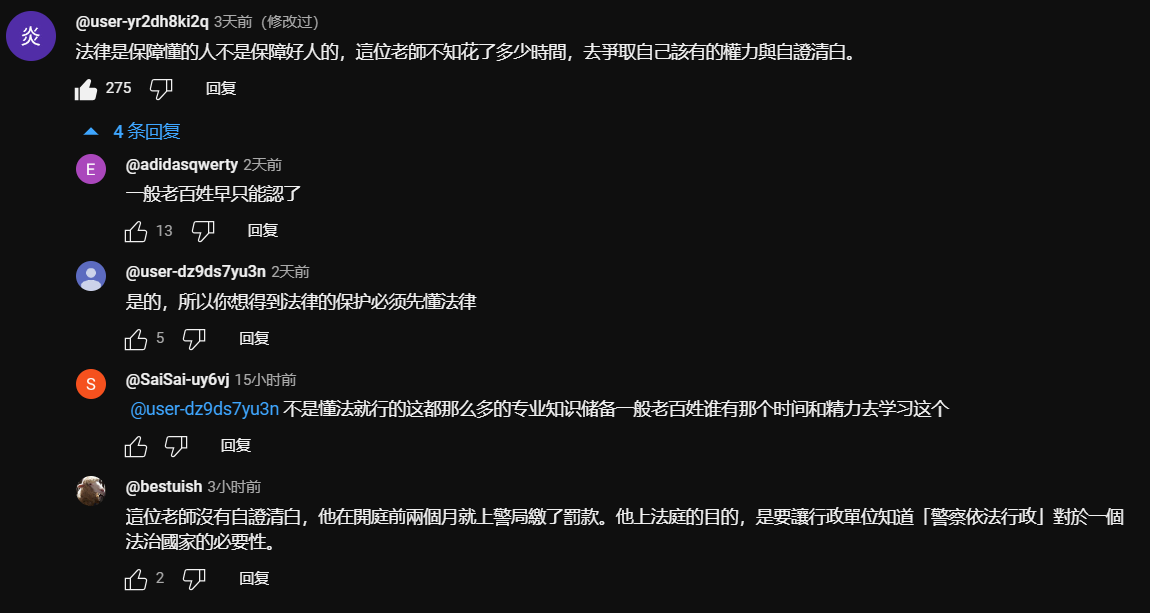 炎
@user-yr2dh8ki2q 3天前（修改过）
法律是保障懂的人不是保障好人的，這位老師不知花了多少時間，去爭取自己該有的權力與自證清白。
275 回复
4 条回复
E
@adidasqwerty 2天前
一般老百姓早只能認了
13 回复
@user-dz9ds7yu3n 2天前
是的，所以你想得到法律的保护必须先懂法律
5 回复
S
@SaiSai-uy6vj 15小时前
@user-dz9ds7yu3n 不是懂法就行的这都那么多的专业知识储备一般老百姓谁有那个时间和精力去学习这个
回复
@bestuish 3小时前
這位老師沒有自證清白，他在開庭前兩個月就上警局繳了罰款。他上法庭的目的，是要讓行政單位知道「警察依法行政」對於一個
法治國家的必要性。
2 回复